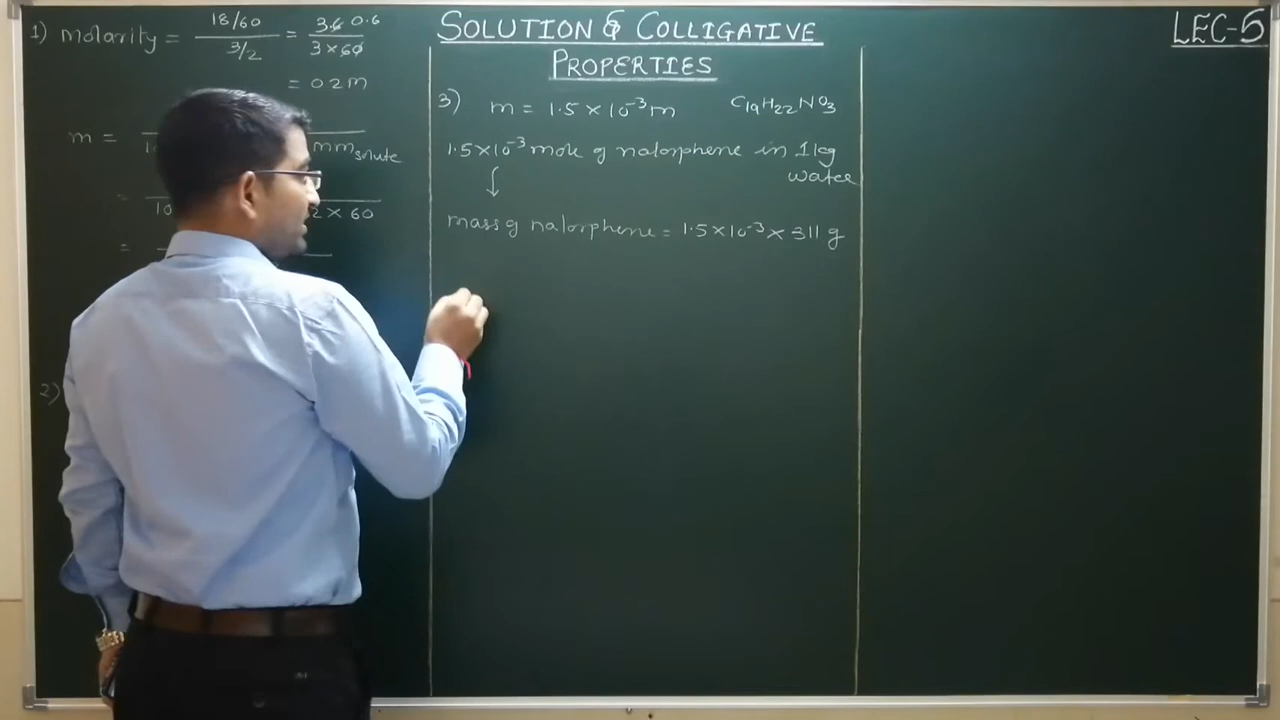 SOLUTION & COLLIGATIVE
PROPERTIES
LEC-5
1) Molarity = 18/60 / 3/2 = 3.6 0.6 / 3 × 60
= 0.2 M
m =
mm solute
2 × 60
=
2)
3) m = 1.5 × 10⁻³ m C₁₉H₂₂NO₃
1.5 × 10⁻³ mole of nalorphene in 1 kg
water
↓
mass of nalorphene = 1.5 × 10⁻³ × 311 g